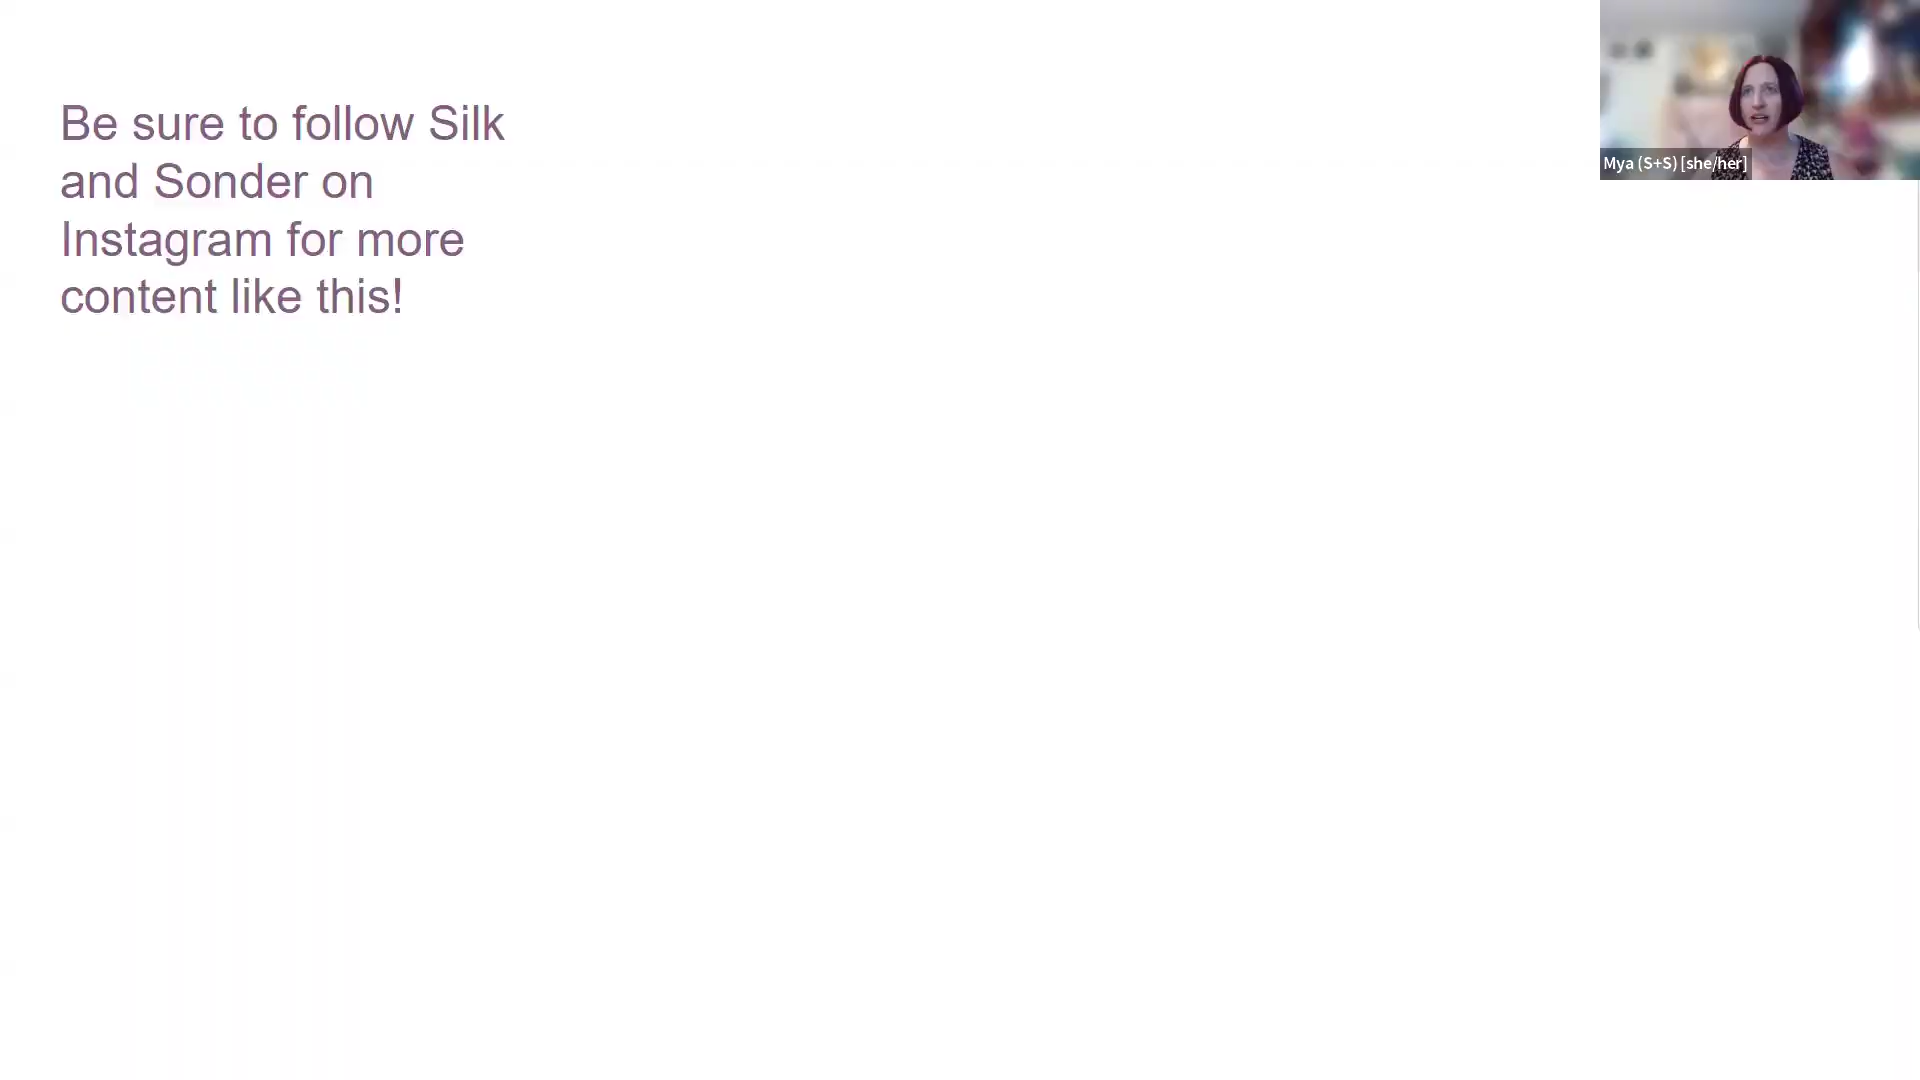 Be sure to follow Silk
and Sonder on
Instagram for more
content like this!
Mya (S+S) [she/her]